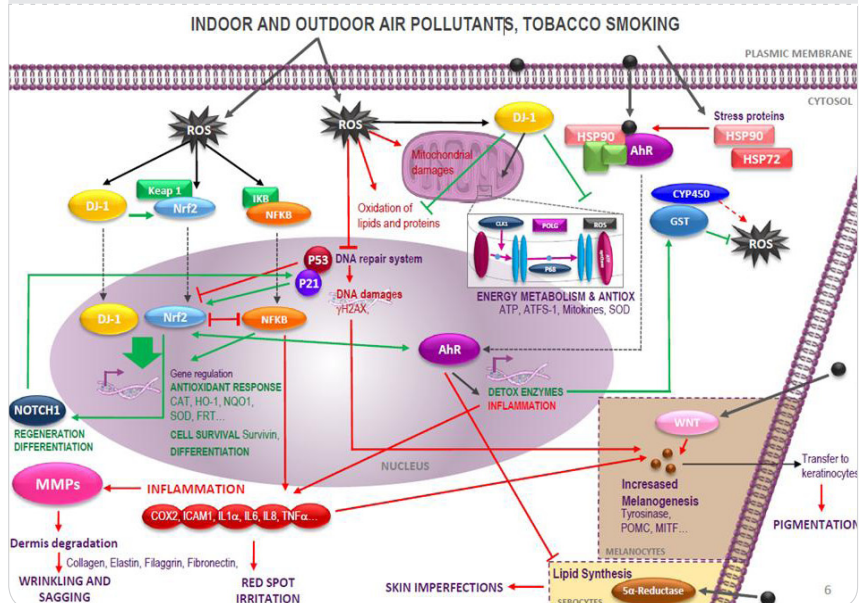 INDOOR AND OUTDOOR AIR POLLUTANTS, TOBACCO SMOKING
PLASMIC MEMBRANE
CYTOSOL
ROS
ROS
DJ-1
HSP90
AhR
Stress proteins
HSP90
HSP72
Mitochondrial
damages
Keap 1
DJ-1
Nrf2
IKB
NFKB
Oxidation of
lipids and proteins
CYP450
GST
ROS
CLK1
POLG
ROS
P53
DNA repair system
P21
ENERGY METABOLISM & ANTIOX
ATP, ATFS-1, Mitokines, SOD
DNA damages
γH2AX,
DJ-1
Nrf2
NFKB
AhR
Gene regulation
ANTIOXIDANT RESPONSE
CAT, HO-1, NQO1,
SOD, FRT...
CELL SURVIVAL Survivin,
DIFFERENTIATION
DETOX ENZYMES
INFLAMMATION
NOTCH1
REGENERATION
DIFFERENTIATION
NUCLEUS
WNT
Transfer to
keratinocytes
Incresased
Melanogenesis
Tyrosinase,
POMC, MITF...
MELANOCYTES
PIGMENTATION
MMPs
INFLAMMATION
COX2, ICAM1, IL1α, IL6, IL8, TNFα...
Dermis degradation
Collagen, Elastin, Filaggrin, Fibronectin,
WRINKLING AND
SAGGING
RED SPOT
IRRITATION
SKIN IMPERFECTIONS
Lipid Synthesis
5α-Reductase
SEBOCYTES
6